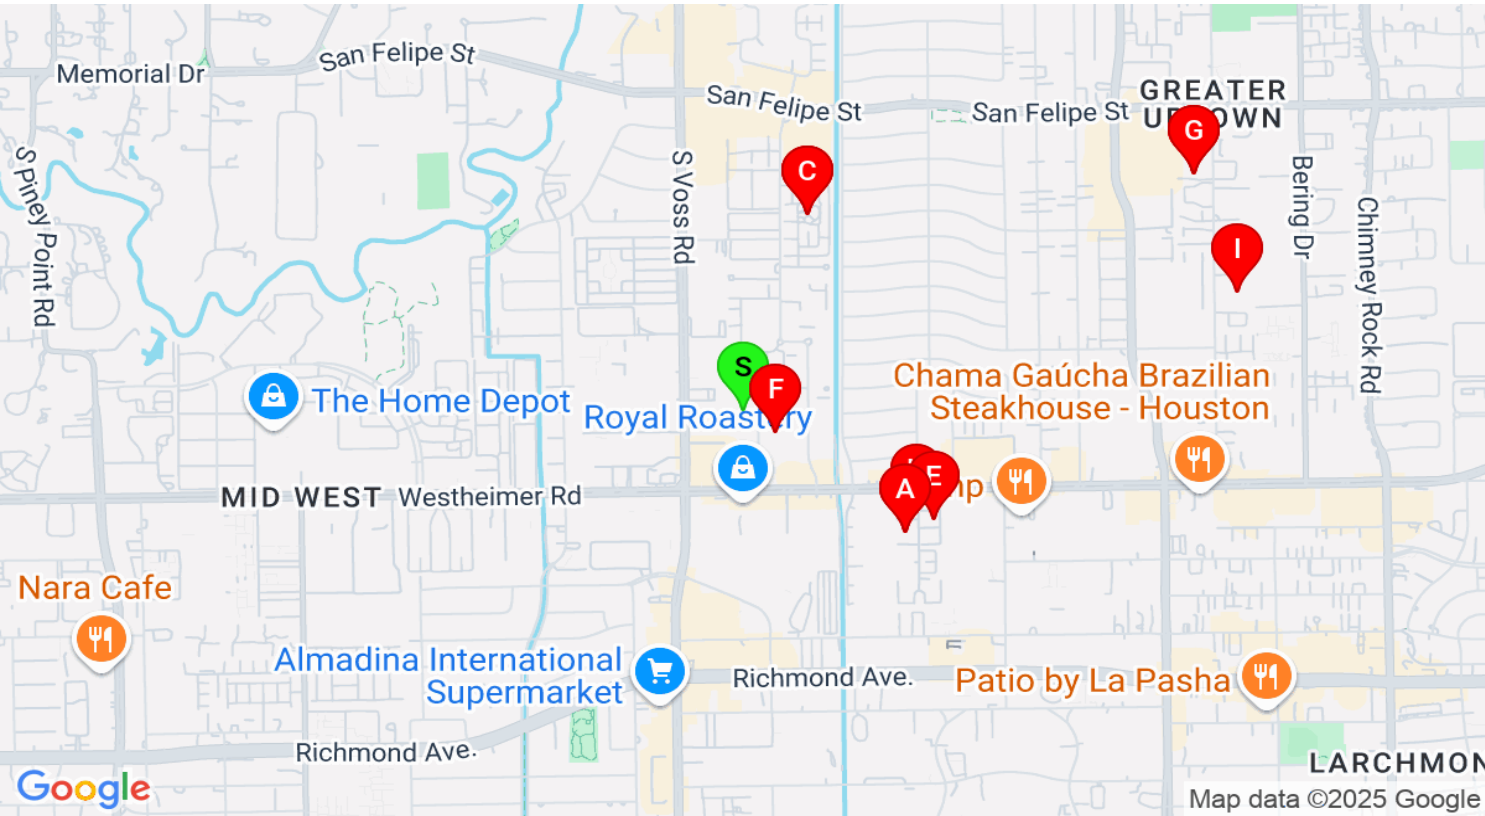 Memorial Dr
San Felipe St
San Felipe St
San Felipe St
GREATER
G
C
S Piney Point Rd
S Voss Rd
Bering Dr
Chimney Rock Rd
I
S
F
The Home Depot
Royal Roastery
Chama Gaúcha Brazilian
Steakhouse - Houston
MID WEST
Westheimer Rd
A
E
Nara Cafe
Almadina International
Supermarket
Richmond Ave.
Patio by La Pasha
Richmond Ave.
Google
LARCHMON
Map data ©2025 Google